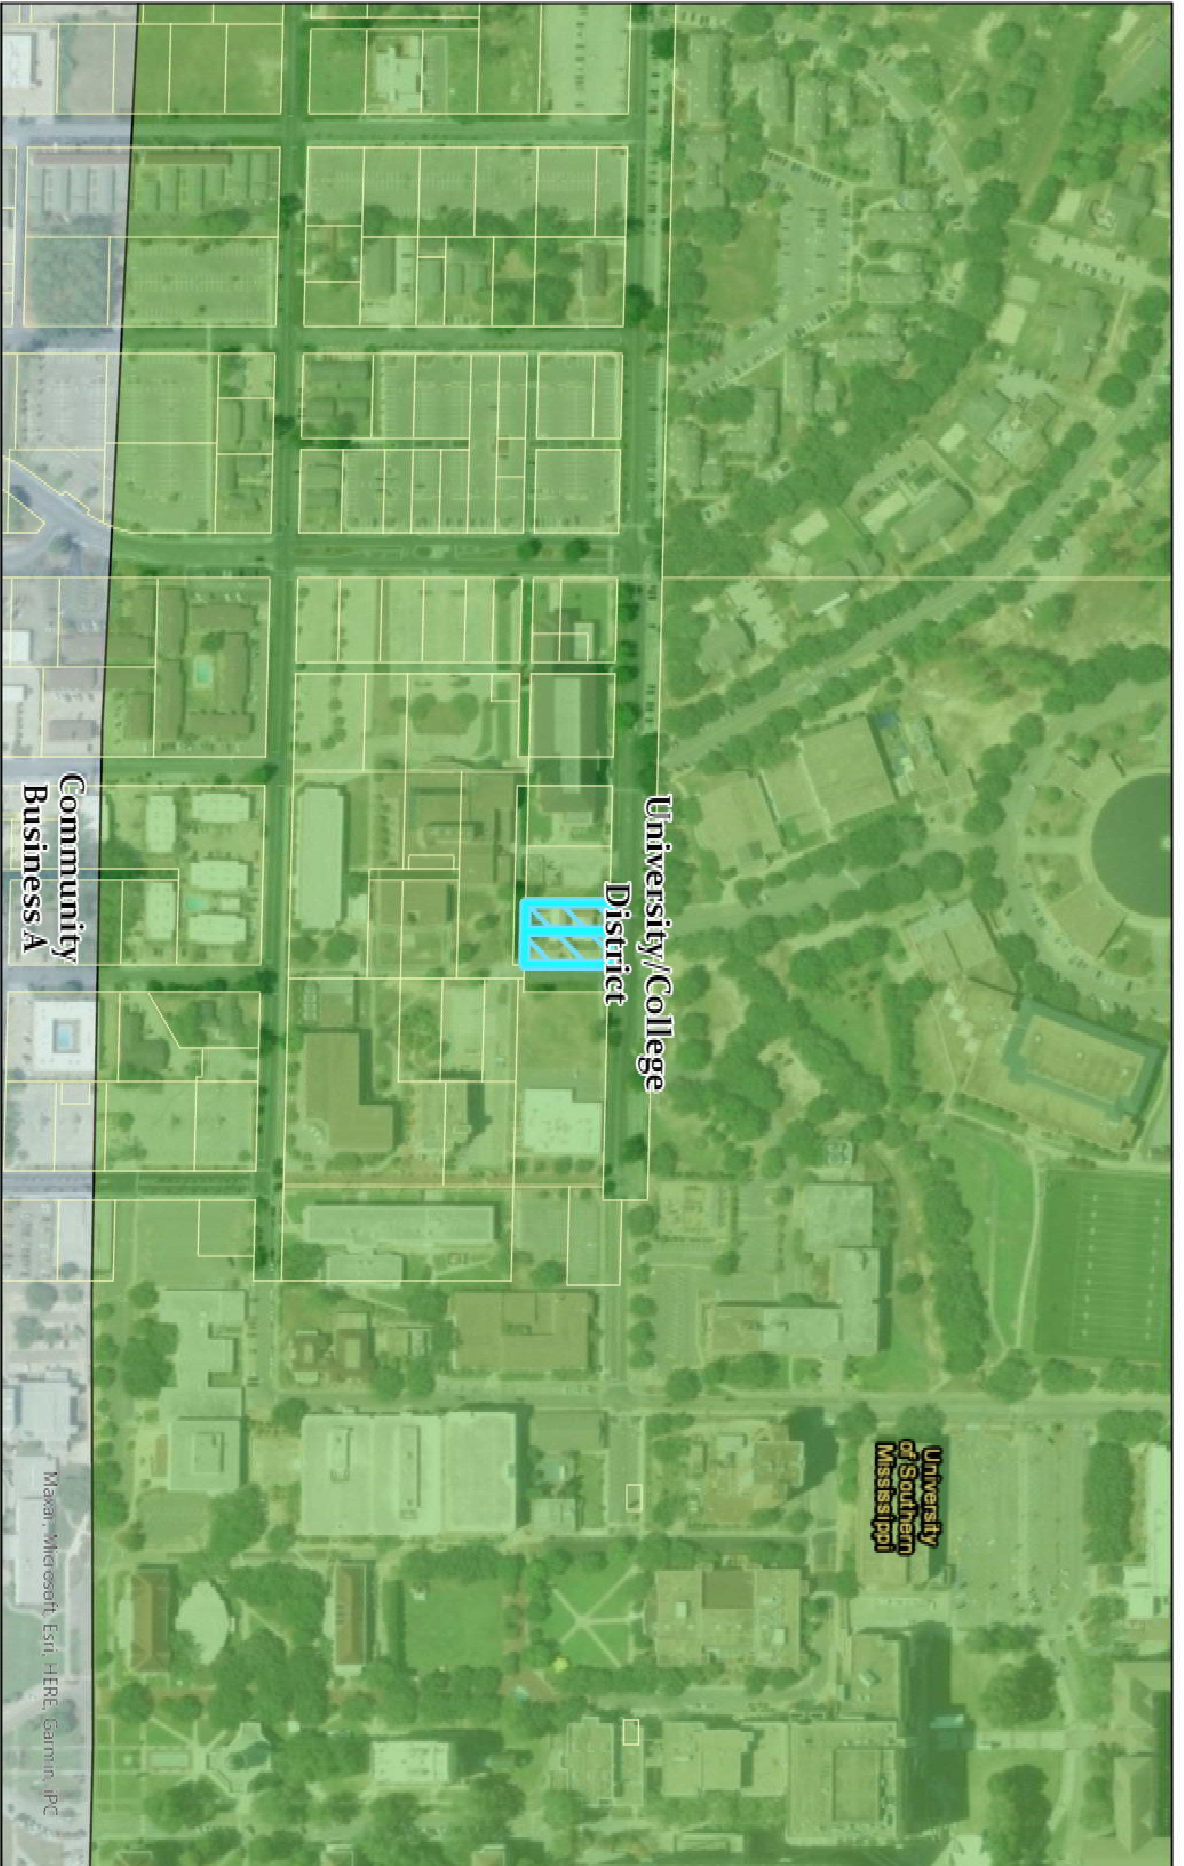 University/College
District
University
of Southern
Mississippi
Community
Business A
Maxar, Microsoft, Esri, HERE, Garmin, iPC